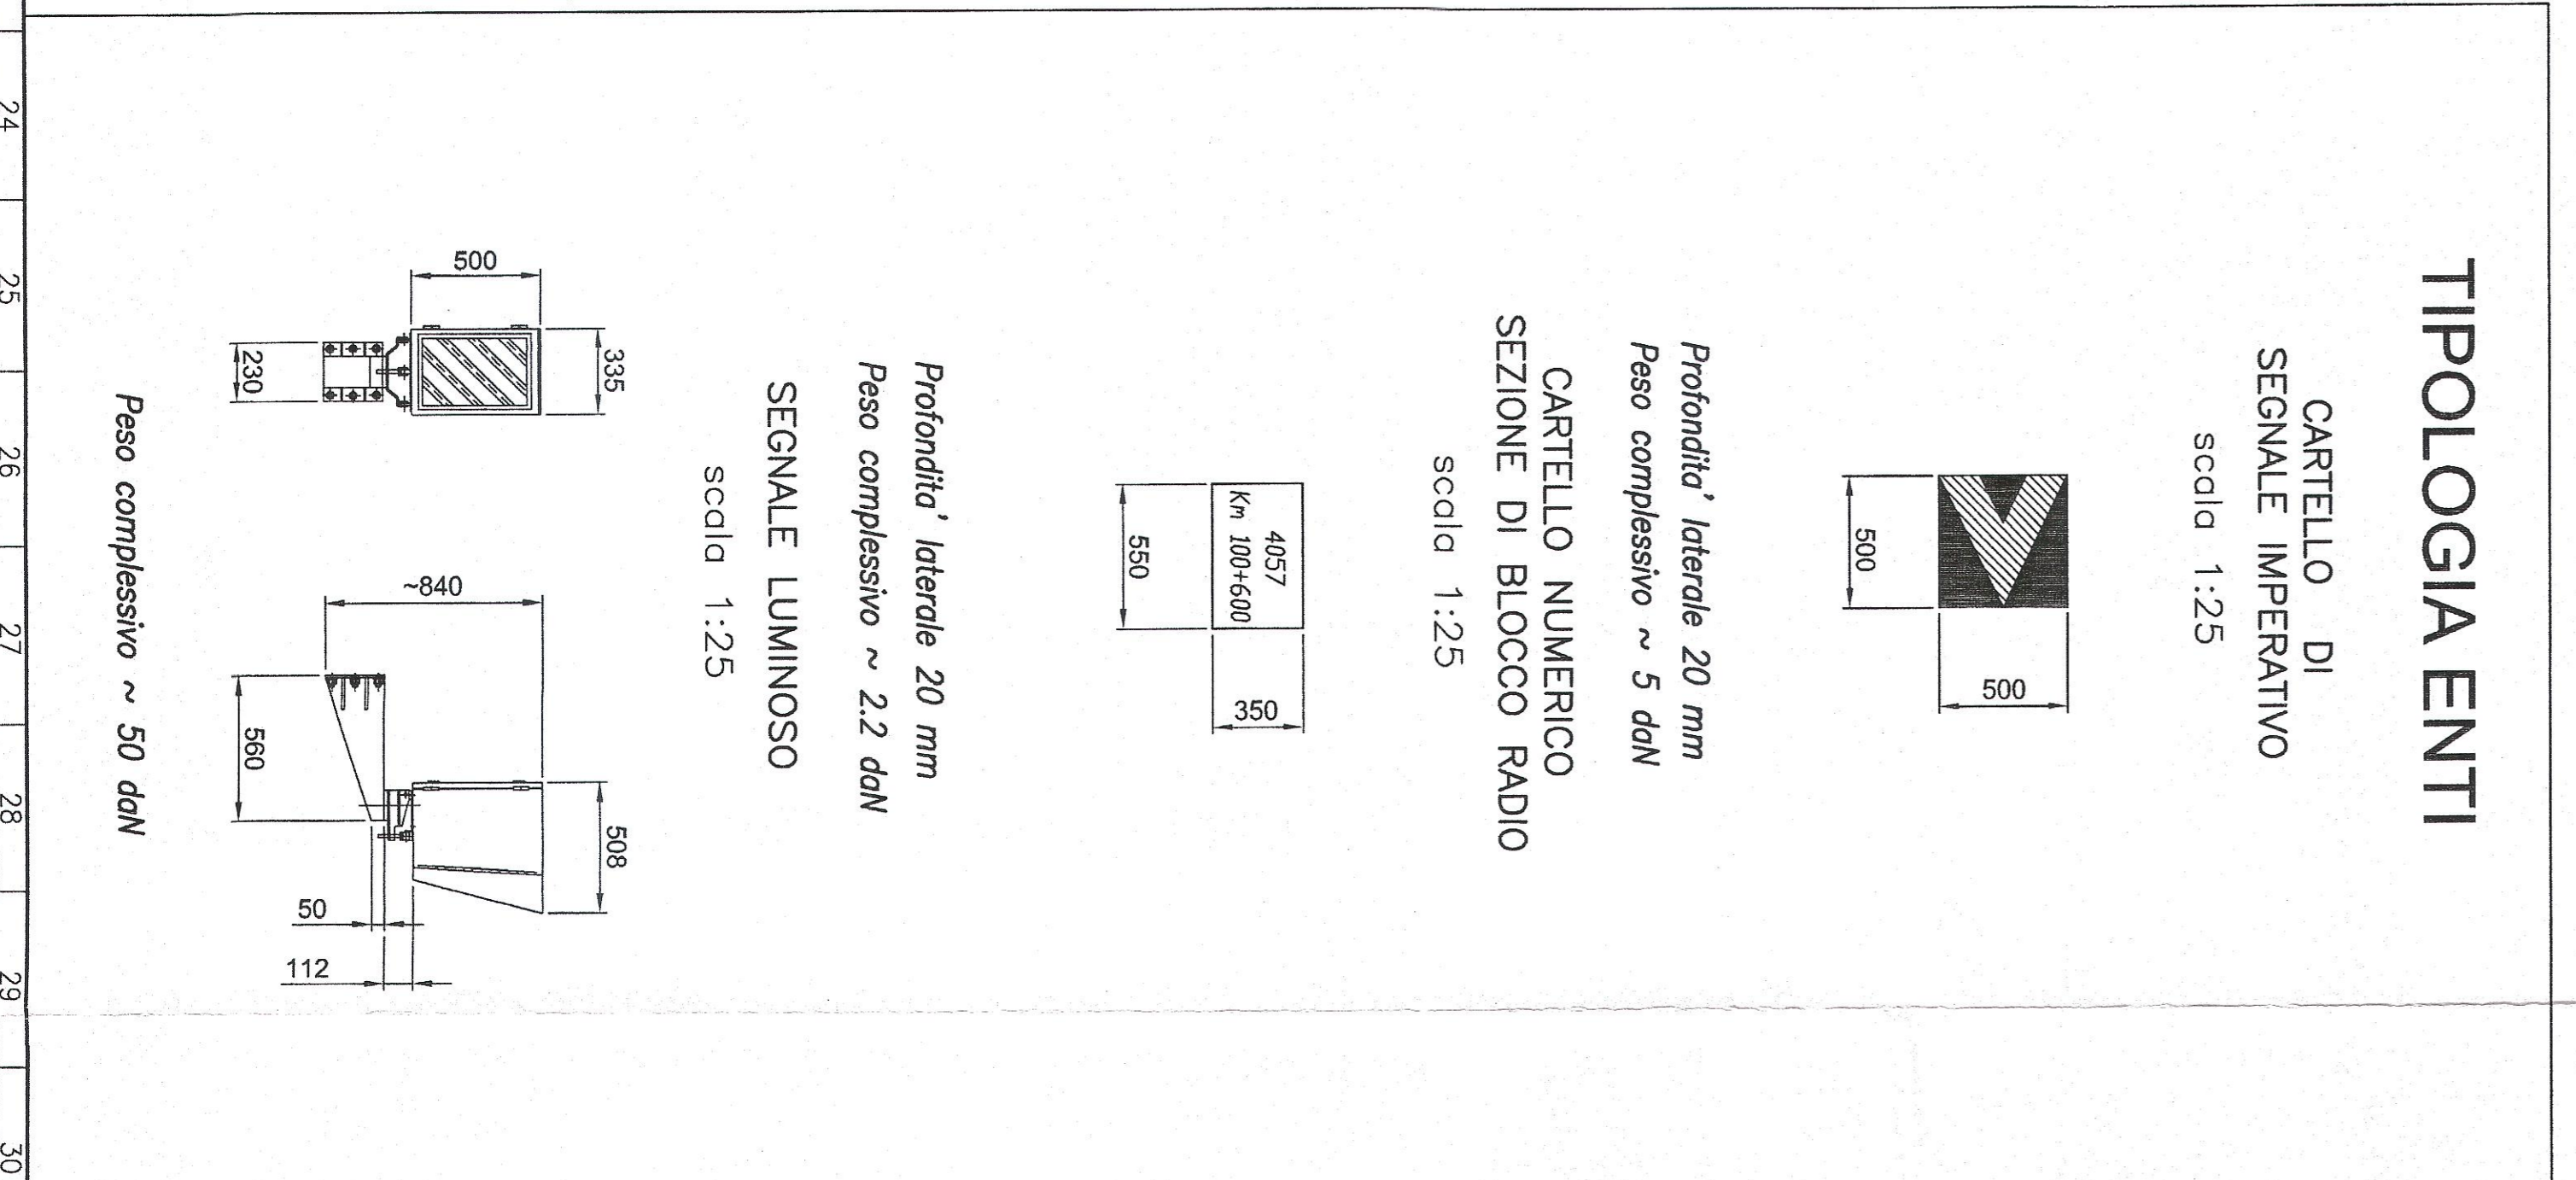 TIPOLOGIA ENTI
CARTELLO DI
SEGNALE IMPERATIVO
scala 1:25
500
500
Profondita' laterale 20 mm
Peso complessivo ~ 5 daN
CARTELLO NUMERICO
SEZIONE DI BLOCCO RADIO
scala 1:25
4057
Km 100+600
350
550
Profondita' laterale 20 mm
Peso complessivo ~ 2.2 daN
SEGNALE LUMINOSO
scala 1:25
335
500
230
508
~840
560
50
112
Peso complessivo ~ 50 daN
24
25
26
27
28
29
30